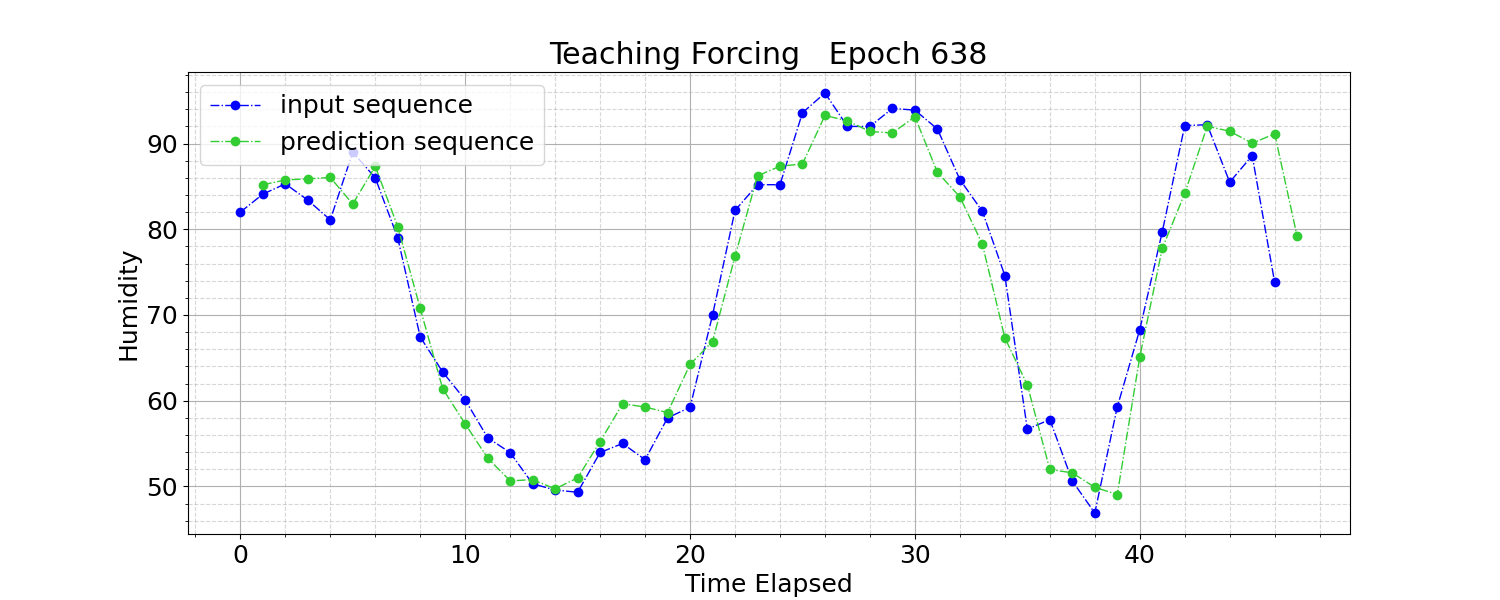 Teaching Forcing   Epoch 638
input sequence
prediction sequence
90
80
70
60
50
Humidity
0 10 20 30 40
Time Elapsed